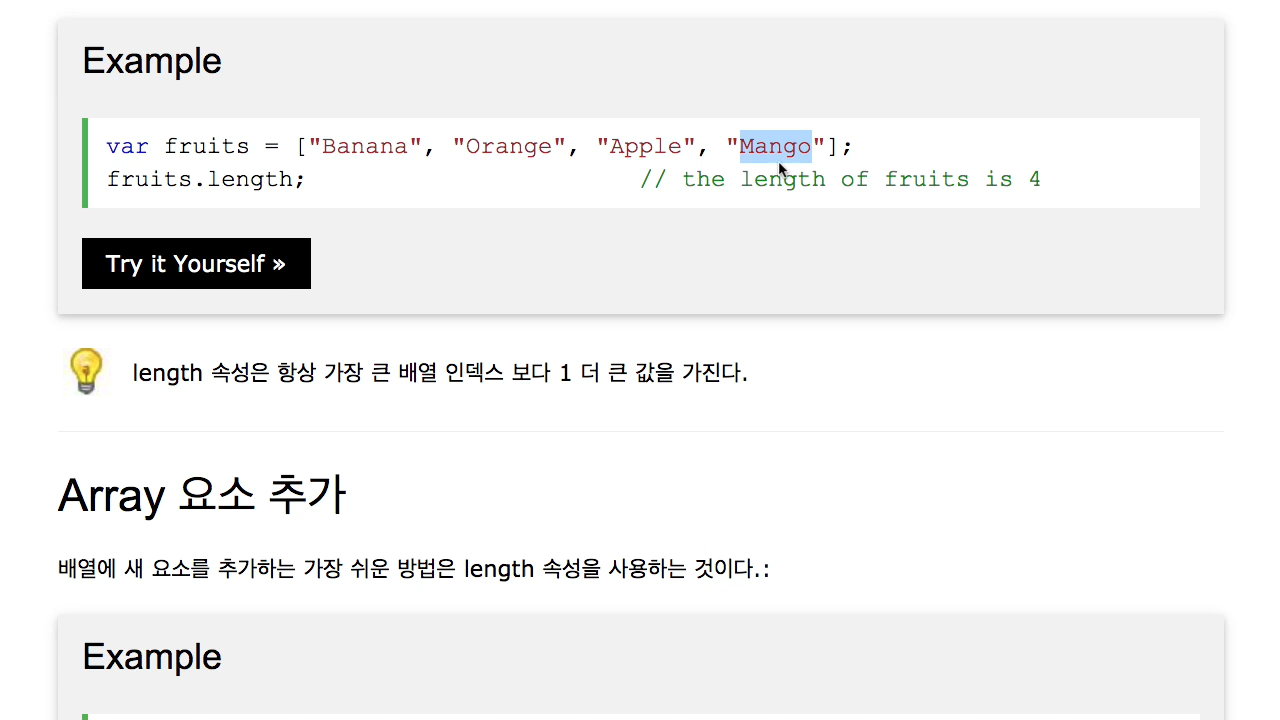 Example
var fruits = ["Banana", "Orange", "Apple", "Mango"];
fruits.length;                       // the length of fruits is 4
Try it Yourself »
length 속성은 항상 가장 큰 배열 인덱스 보다 1 더 큰 값을 가진다.
Array 요소 추가
배열에 새 요소를 추가하는 가장 쉬운 방법은 length 속성을 사용하는 것이다.:
Example